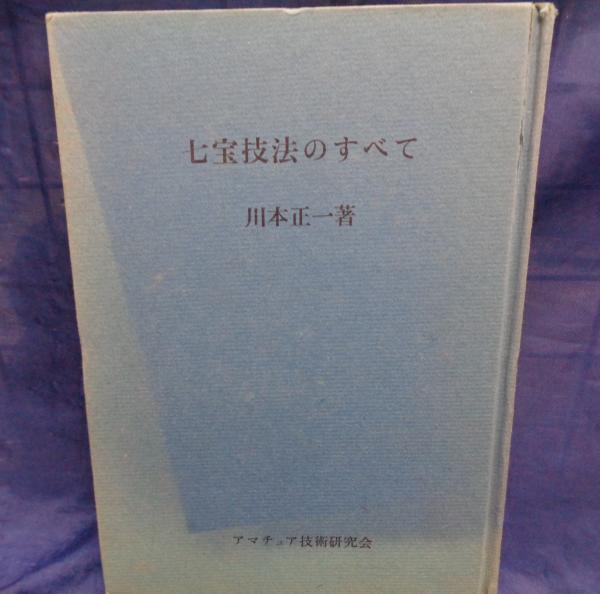 七宝技法のすべて
川本正一著
アマチュア技術研究会